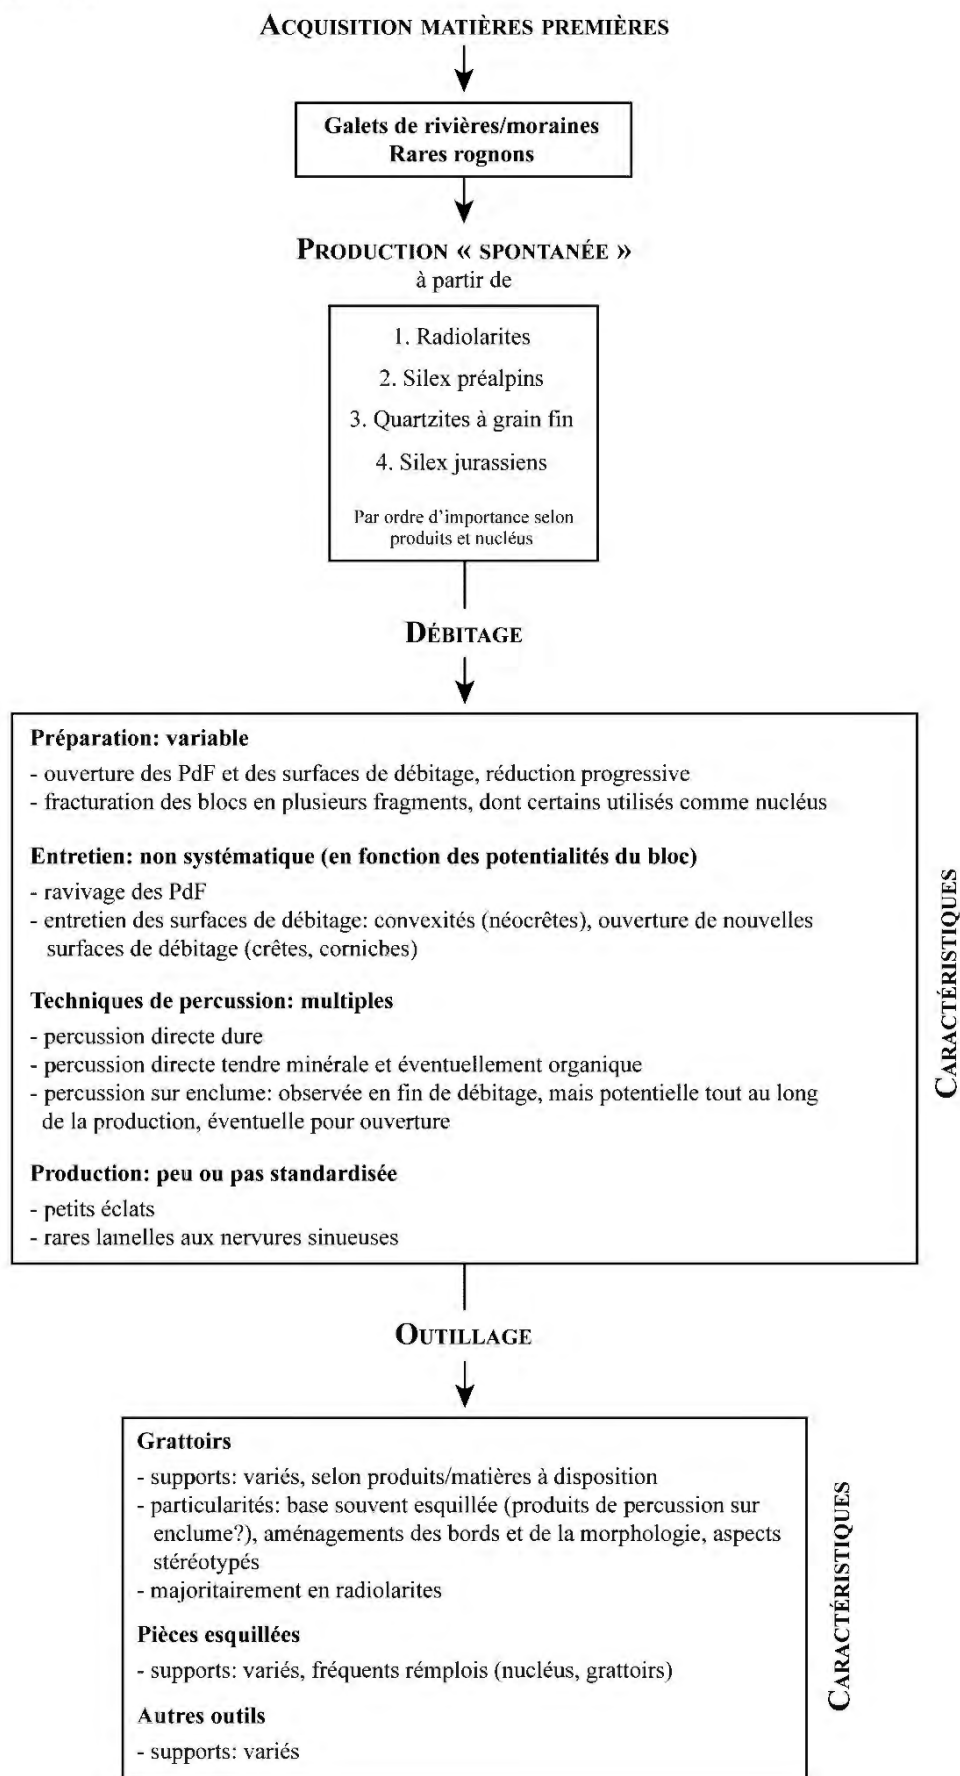 ACQUISITION MATIÈRES PREMIÈRES
Galets de rivières/moraines
Rares rognons
PRODUCTION « SPONTANÉE »
à partir de
1. Radiolarites
2. Silex préalpins
3. Quartzites à grain fin
4. Silex jurassiens
Par ordre d'importance selon
produits et nucléus
DÉBITAGE
Préparation: variable
- ouverture des PdF et des surfaces de débitage, réduction progressive
- fracturation des blocs en plusieurs fragments, dont certains utilisés comme nucléus
Entretien: non systématique (en fonction des potentialités du bloc)
- ravivage des PdF
- entretien des surfaces de débitage: convexités (néocrêtes), ouverture de nouvelles
surfaces de débitage (crêtes, corniches)
Techniques de percussion: multiples
- percussion directe dure
- percussion directe tendre minérale et éventuellement organique
- percussion sur enclume: observée en fin de débitage, mais potentielle tout au long
de la production, éventuelle pour ouverture
Production: peu ou pas standardisée
- petits éclats
- rares lamelles aux nervures sinueuses
CARACTÉRISTIQUES
OUTILLAGE
Grattoirs
- supports: variés, selon produits/matières à disposition
- particularités: base souvent esquillée (produits de percussion sur
enclume?), aménagements des bords et de la morphologie, aspects
stéréotypés
- majoritairement en radiolarites
Pièces esquillées
- supports: variés, fréquents rémplois (nucléus, grattoirs)
Autres outils
- supports: variés
CARACTÉRISTIQUES